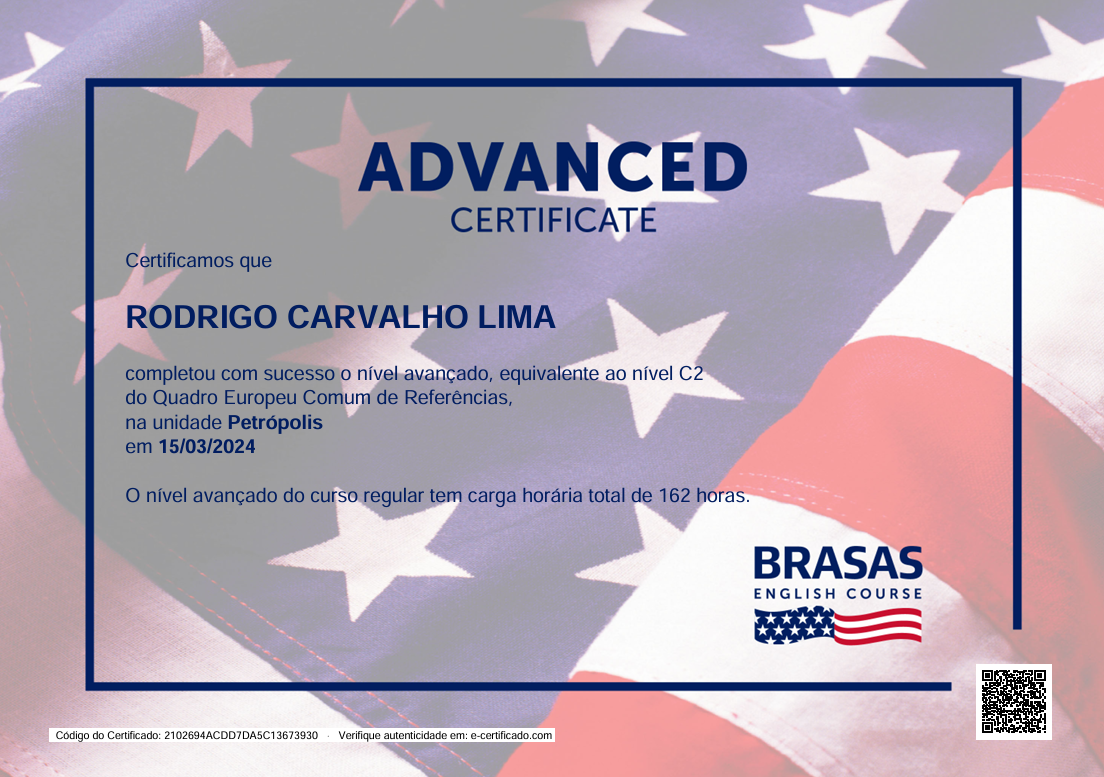 ADVANCED
CERTIFICATE
Certificamos que
RODRIGO CARVALHO LIMA
completou com sucesso o nível avançado, equivalente ao nível C2
do Quadro Europeu Comum de Referências,
na unidade Petrópolis
em 15/03/2024
O nível avançado do curso regular tem carga horária total de 162 horas.
BRASAS
ENGLISH COURSE
Código do Certificado: 2102694ACDD7DA5C13673930 · Verifique autenticidade em: e-certificado.com